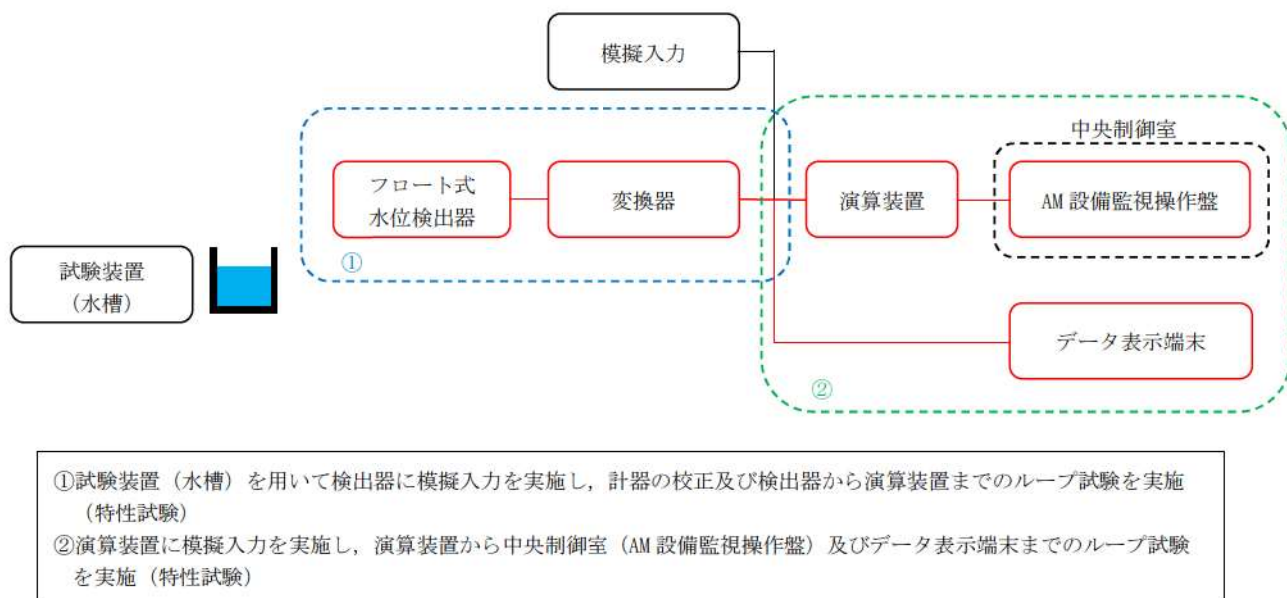 模擬入力
中央制御室
フロート式
水位検出器
変換器
演算装置
AM 設備監視操作盤
①
試験装置
（水槽）
データ表示端末
②
①試験装置（水槽）を用いて検出器に模擬入力を実施し，計器の校正及び検出器から演算装置までのループ試験を実施
（特性試験）
②演算装置に模擬入力を実施し，演算装置から中央制御室（AM 設備監視操作盤）及びデータ表示端末までのループ試験
を実施（特性試験）